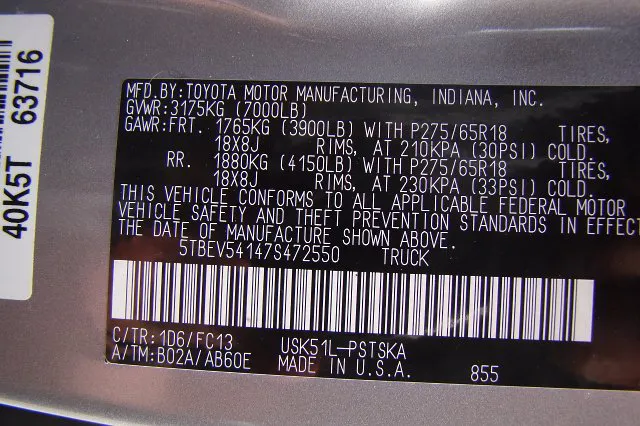 40K5T 63716
MFD.BY:TOYOTA MOTOR MANUFACTURING, INDIANA, INC.
GVWR:3175KG (7000LB)
GAWR:FRT. 1765KG (3900LB) WITH P275/65R18 TIRES,
18X8J RIMS, AT 210KPA (30PSI) COLD.
RR. 1880KG (4150LB) WITH P275/65R18 TIRES,
18X8J RIMS, AT 230KPA (33PSI) COLD.
THIS VEHICLE CONFORMS TO ALL APPLICABLE FEDERAL MOTOR
VEHICLE SAFETY AND THEFT PREVENTION STANDARDS IN EFFECT
THE DATE OF MANUFACTURE SHOWN ABOVE.
5TBEV54147S472550 TRUCK
C/TR:1D6/FC13 USK51L-PSTSKA
A/TM:B02A/AB60E MADE IN U.S.A. 855